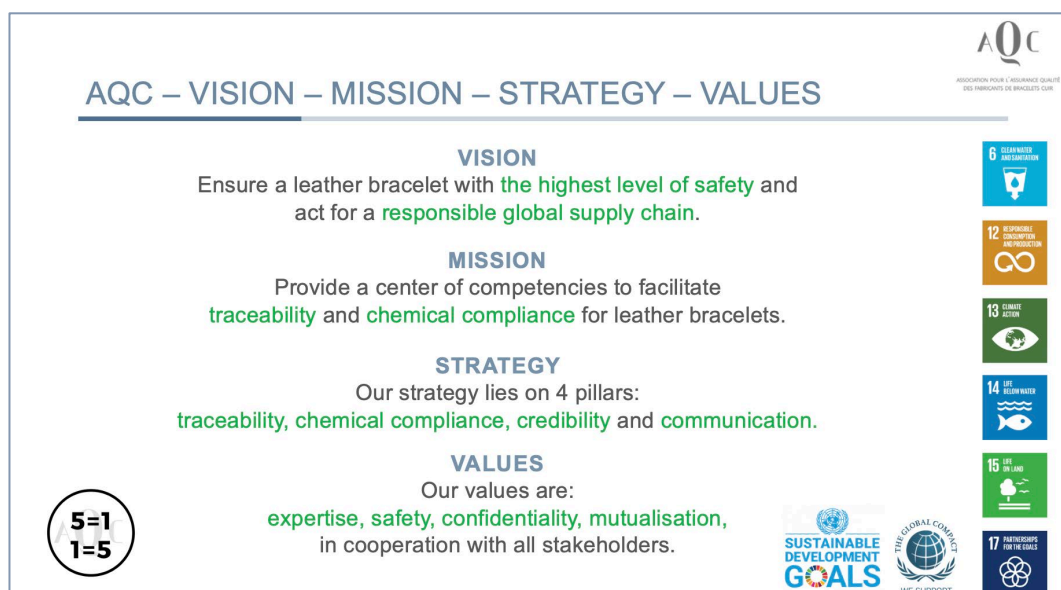 AQC
ASSOCIATION POUR L'ASSURANCE QUALITÉ
DES FABRICANTS DE BRACELETS CUIR
AQC – VISION – MISSION – STRATEGY – VALUES
VISION
Ensure a leather bracelet with the highest level of safety and
act for a responsible global supply chain.
MISSION
Provide a center of competencies to facilitate
traceability and chemical compliance for leather bracelets.
STRATEGY
Our strategy lies on 4 pillars:
traceability, chemical compliance, credibility and communication.
VALUES
Our values are:
expertise, safety, confidentiality, mutualisation,
in cooperation with all stakeholders.
AQC
5=1
1=5
SUSTAINABLE
DEVELOPMENT
GOALS
THE GLOBAL COMPACT
WE SUPPORT
6 CLEAN WATER
AND SANITATION
12 RESPONSIBLE
CONSUMPTION
AND PRODUCTION
13 CLIMATE
ACTION
14 LIFE
BELOW WATER
15 LIFE
ON LAND
17 PARTNERSHIPS
FOR THE GOALS